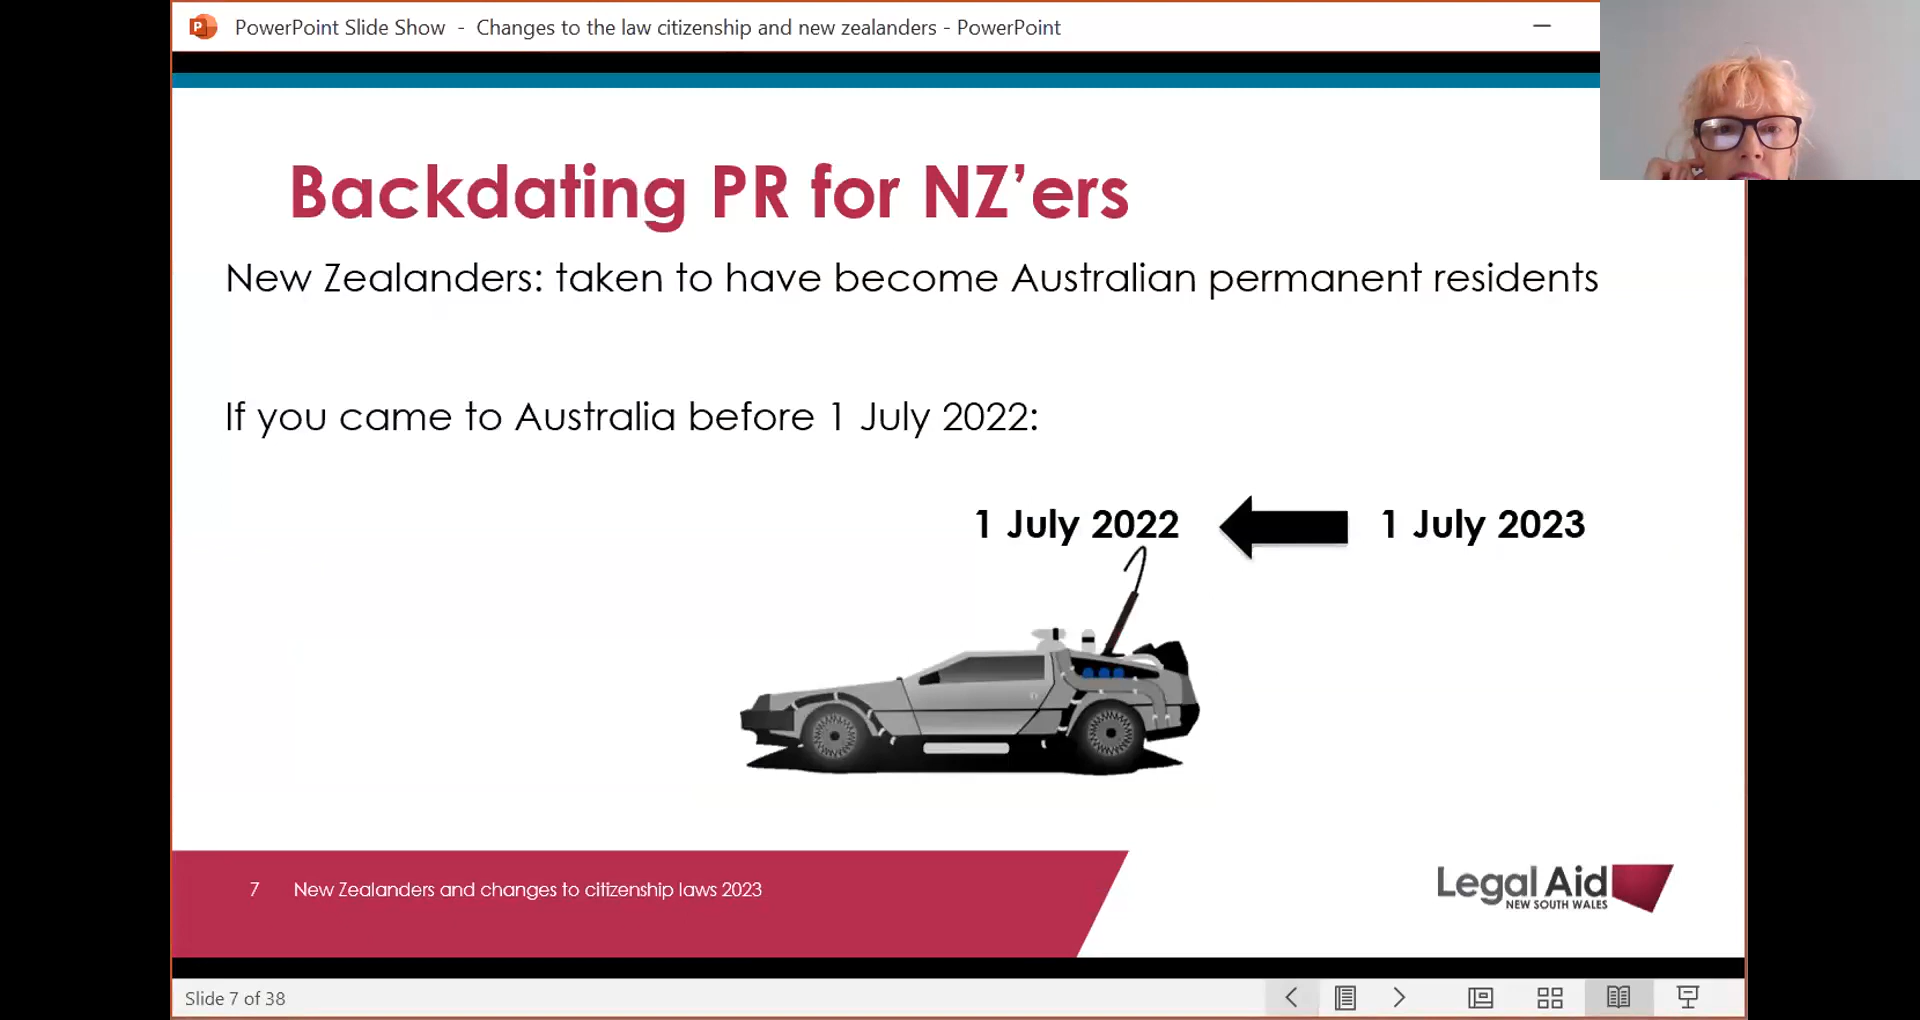 PowerPoint Slide Show - Changes to the law citizenship and new zealanders - PowerPoint
Backdating PR for NZ’ers
New Zealanders: taken to have become Australian permanent residents
If you came to Australia before 1 July 2022:
1 July 2022
1 July 2023
7
New Zealanders and changes to citizenship laws 2023
Legal Aid
NEW SOUTH WALES
Slide 7 of 38